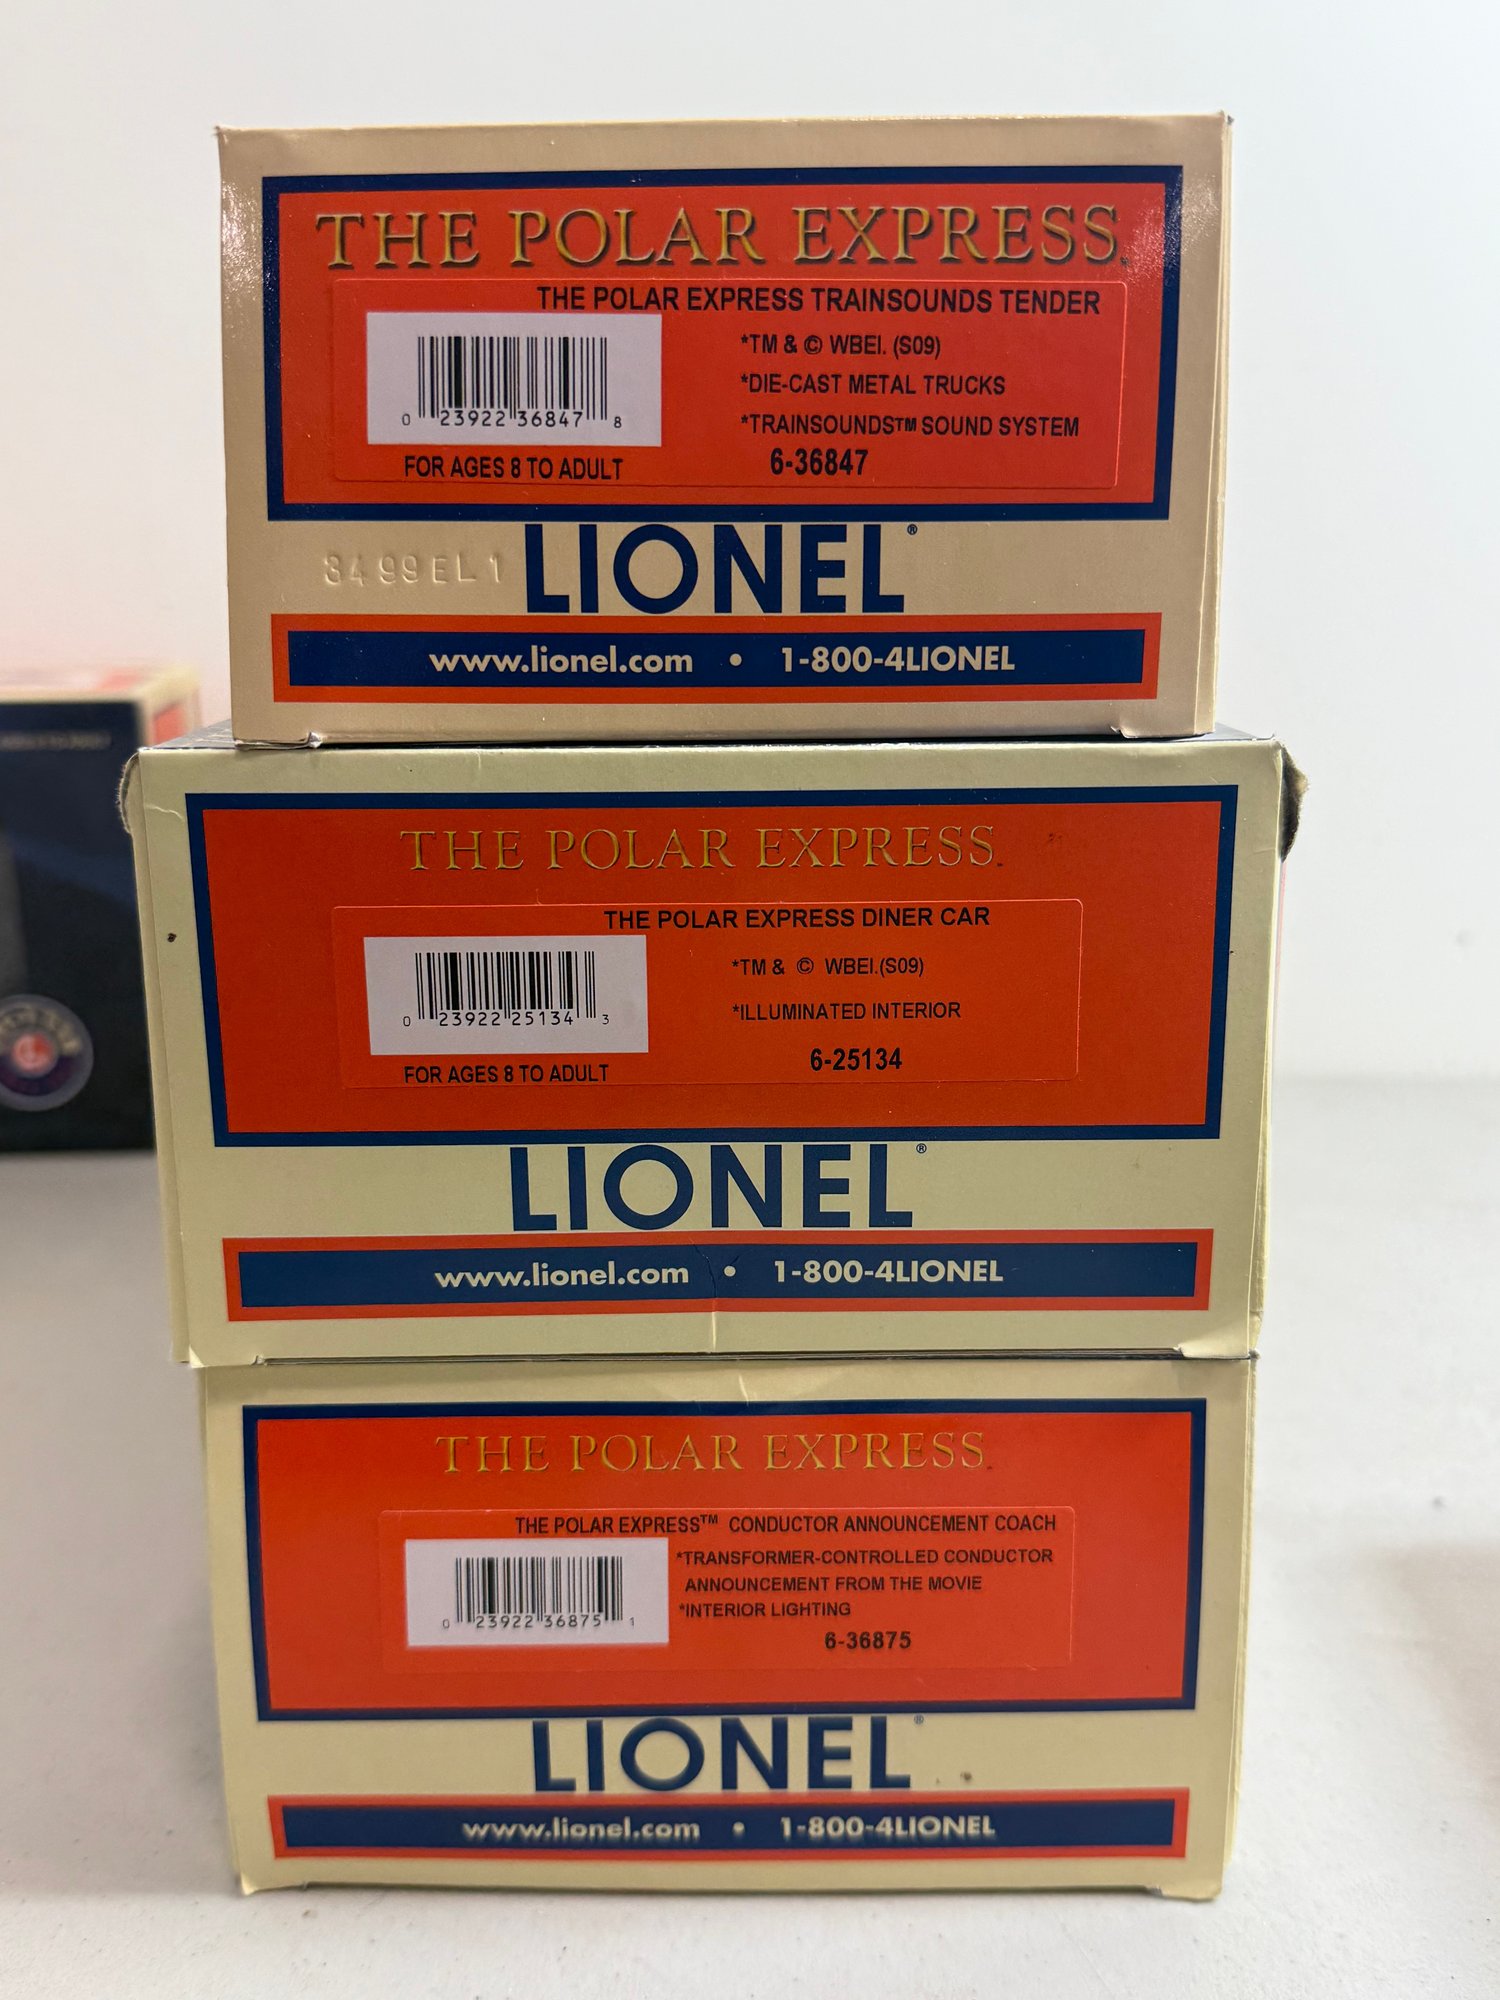 THE POLAR EXPRESS
THE POLAR EXPRESS TRAINSOUNDS TENDER
*TM & © WBEI. (S09)
*DIE-CAST METAL TRUCKS
*TRAINSOUNDS™ SOUND SYSTEM
0 23922 36847 8
FOR AGES 8 TO ADULT
6-36847
3499EL1
LIONEL®
www.lionel.com • 1-800-4LIONEL
THE POLAR EXPRESS
THE POLAR EXPRESS DINER CAR
*TM & © WBEI.(S09)
*ILLUMINATED INTERIOR
0 23922 25134 3
FOR AGES 8 TO ADULT
6-25134
LIONEL®
www.lionel.com • 1-800-4LIONEL
THE POLAR EXPRESS
THE POLAR EXPRESS™ CONDUCTOR ANNOUNCEMENT COACH
*TRANSFORMER-CONTROLLED CONDUCTOR
ANNOUNCEMENT FROM THE MOVIE
*INTERIOR LIGHTING
0 23922 36875 1
6-36875
LIONEL®
www.lionel.com • 1-800-4LIONEL